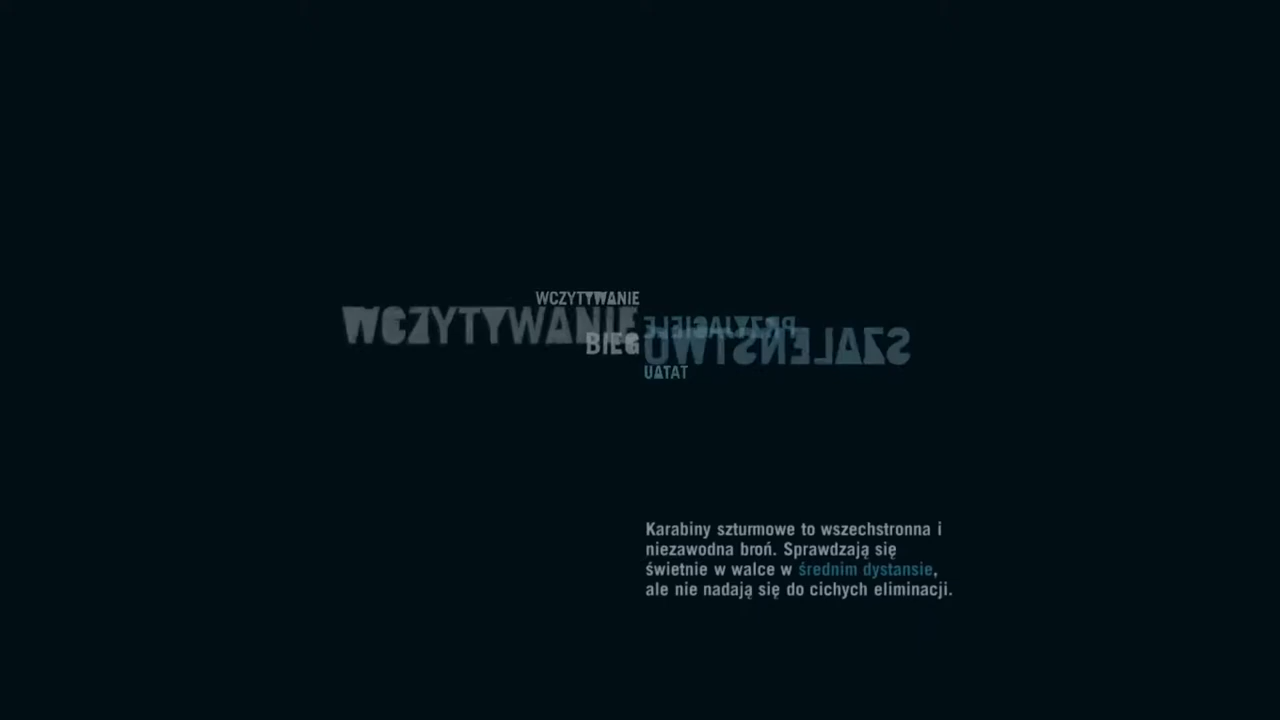 WCZYTYWANIE
WCZYTYWANIE
PRZYJACIELE
BIEG
SZALEŃSTWO
UATAT
Karabiny szturmowe to wszechstronna i
niezawodna broń. Sprawdzają się
świetnie w walce w średnim dystansie,
ale nie nadają się do cichych eliminacji.